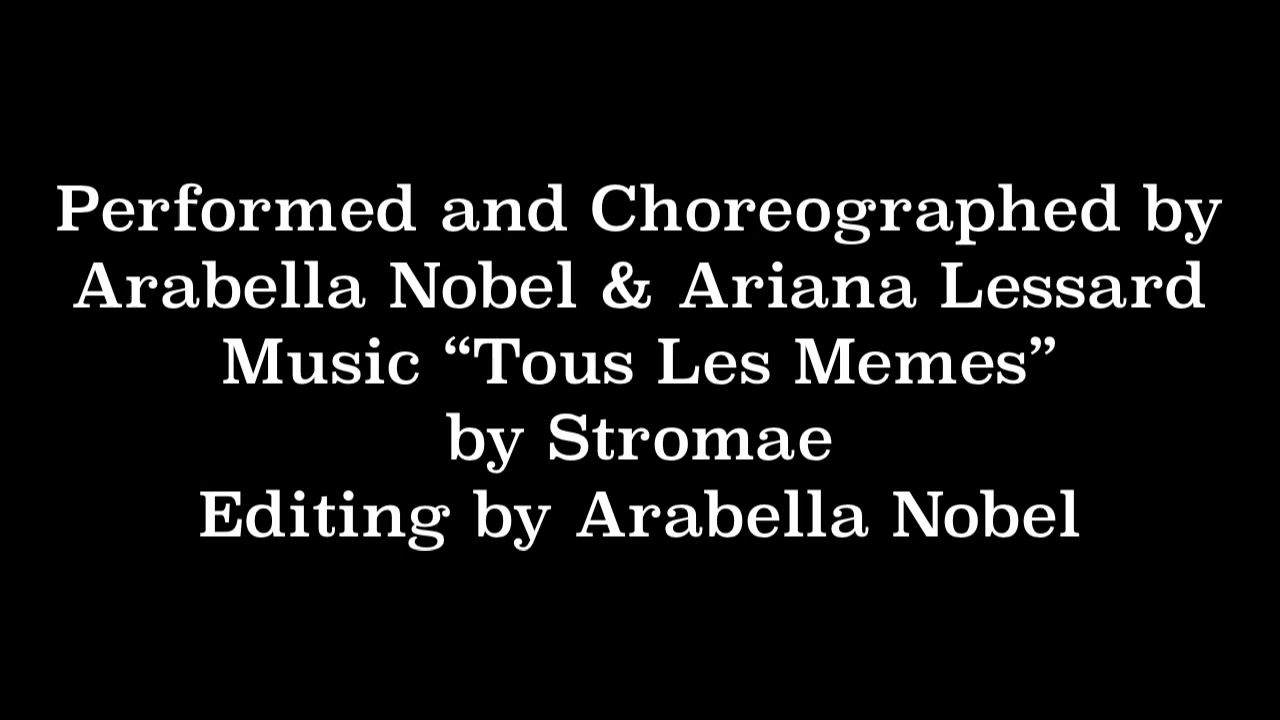 Performed and Choreographed by
Arabella Nobel & Ariana Lessard
Music “Tous Les Memes”
by Stromae
Editing by Arabella Nobel